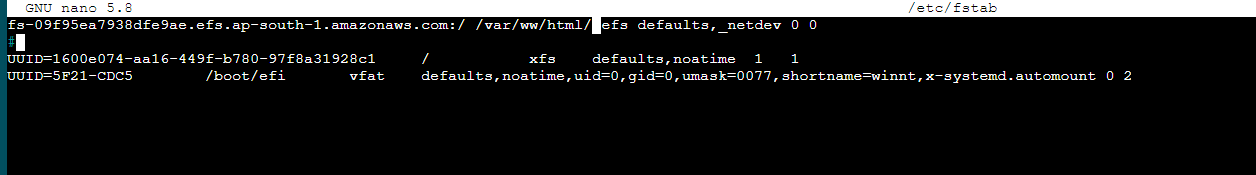 GNU nano 5.8 /etc/fstab
fs-09f95ea7938dfe9ae.efs.ap-south-1.amazonaws.com:/ /var/ww/html/ efs defaults,_netdev 0 0
#
UUID=1600e074-aa16-449f-b780-97f8a31928c1 / xfs defaults,noatime 1 1
UUID=5F21-CDC5 /boot/efi vfat defaults,noatime,uid=0,gid=0,umask=0077,shortname=winnt,x-systemd.automount 0 2